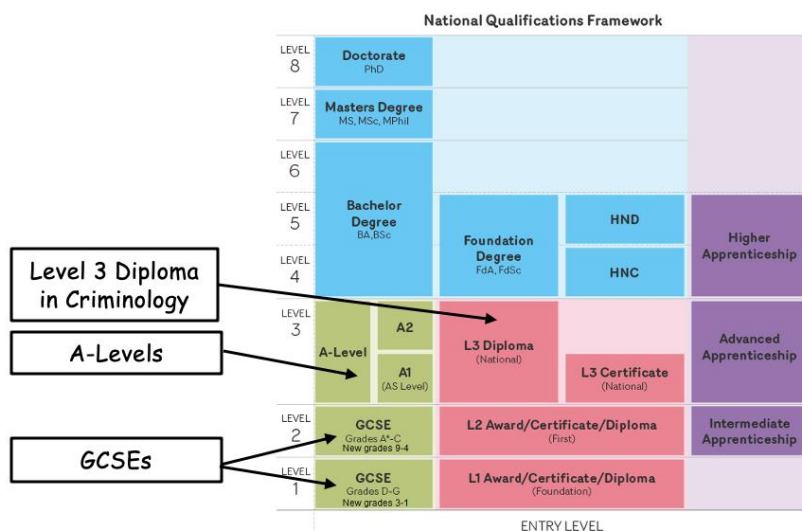 National Qualifications Framework
LEVEL
8
Doctorate
PhD
LEVEL
7
Masters Degree
MS, MSc, MPhil
LEVEL
6
LEVEL
5
Bachelor
Degree
BA,BSc
Foundation
Degree
FdA, FdSc
HND
Higher
Apprenticeship
LEVEL
4
HNC
Level 3 Diploma
in Criminology
LEVEL
3
A-Level
A2
A1
(AS Level)
L3 Diploma
(National)
L3 Certificate
(National)
Advanced
Apprenticeship
A-Levels
LEVEL
2
GCSE
Grades A*-C
New grades 9-4
L2 Award/Certificate/Diploma
(First)
Intermediate
Apprenticeship
GCSEs
LEVEL
1
GCSE
Grades D-G
New grades 3-1
L1 Award/Certificate/Diploma
(Foundation)
ENTRY LEVEL